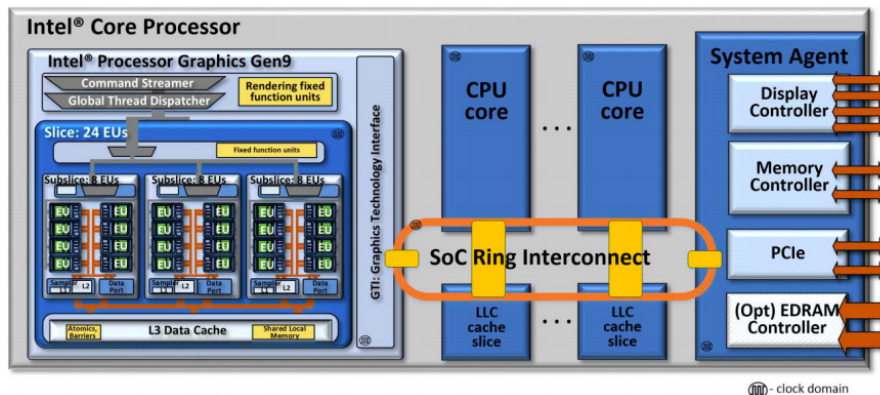 Intel® Core Processor
Intel® Processor Graphics Gen9
Command Streamer
Global Thread Dispatcher
Rendering fixed
function units
Slice: 24 EUs
Fixed function units
Subslice: 8 EUs
Subslice: 8 EUs
Subslice: 8 EUs
EU EU EU EU EU EU
EU EU EU EU EU EU
EU EU EU EU EU EU
EU EU EU EU EU EU
Sampler
L1
L2
Data
Port
Sampler
L1
L2
Data
Port
Sampler
L1
L2
Data
Port
Atomics,
Barriers
L3 Data Cache
Shared Local
Memory
GTI: Graphics Technology Interface
CPU
core
...
CPU
core
SoC Ring Interconnect
LLC
cache
slice
...
LLC
cache
slice
System Agent
Display
Controller
Memory
Controller
PCIe
(Opt) EDRAM
Controller
- clock domain